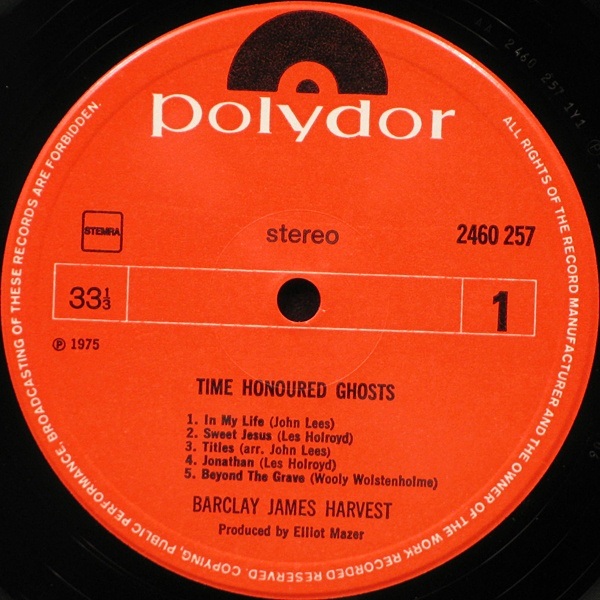 polydor
STEMRA
stereo
2460 257
33⅓
1
℗ 1975
TIME HONOURED GHOSTS
1. In My Life (John Lees)
2. Sweet Jesus (Les Holroyd)
3. Titles (arr. John Lees)
4. Jonathan (Les Holroyd)
5. Beyond The Grave (Wooly Wolstenholme)
BARCLAY JAMES HARVEST
Produced by Elliot Mazer
ALL RIGHTS OF THE RECORD MANUFACTURER AND THE OWNER OF THE WORK RECORDED RESERVED. COPYING, PUBLIC PERFORMANCE, BROADCASTING OF THESE RECORDS ARE FORBIDDEN.
2460 257